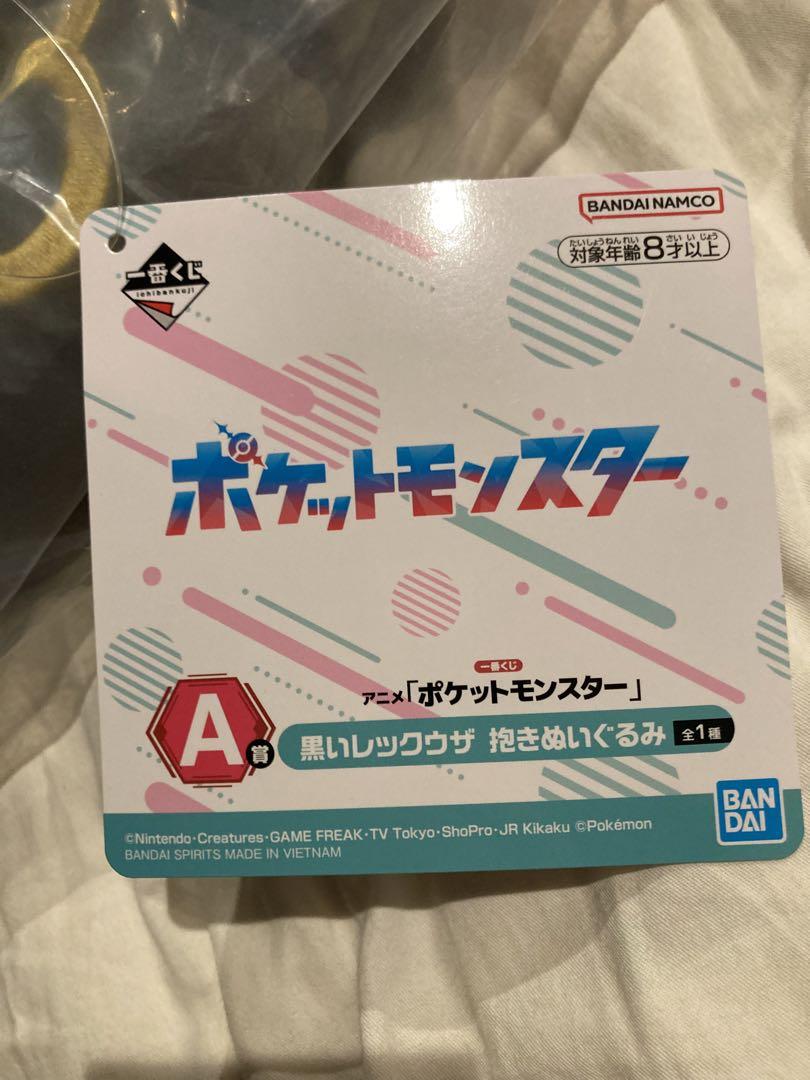 BANDAI NAMCO
一番くじ
ichibankuji
たいしょうねんれい さい いじょう
対象年齢8才以上
ポケットモンスター
一番くじ
アニメ「ポケットモンスター」
A賞
黒いレックウザ 抱きぬいぐるみ 全1種
BAN
DAI
©Nintendo・Creatures・GAME FREAK・TV Tokyo・ShoPro・JR Kikaku ©Pokémon
BANDAI SPIRITS MADE IN VIETNAM